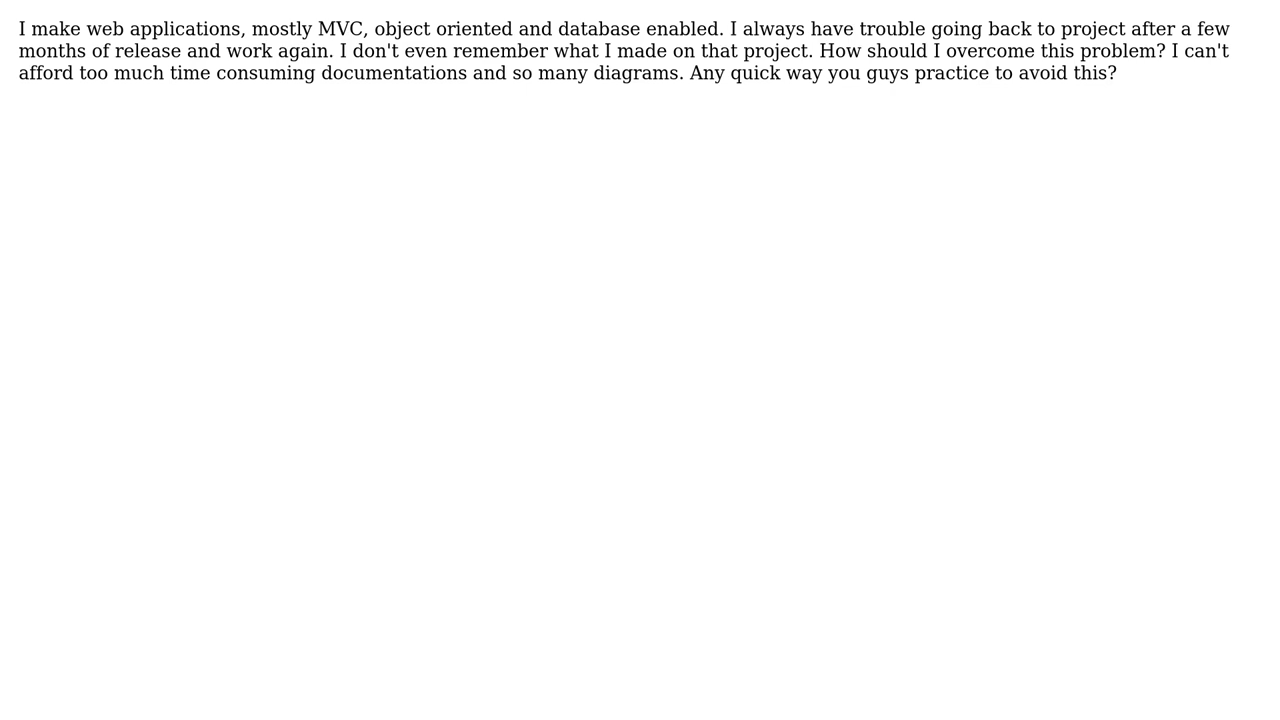 I make web applications, mostly MVC, object oriented and database enabled. I always have trouble going back to project after a few
months of release and work again. I don't even remember what I made on that project. How should I overcome this problem? I can't
afford too much time consuming documentations and so many diagrams. Any quick way you guys practice to avoid this?